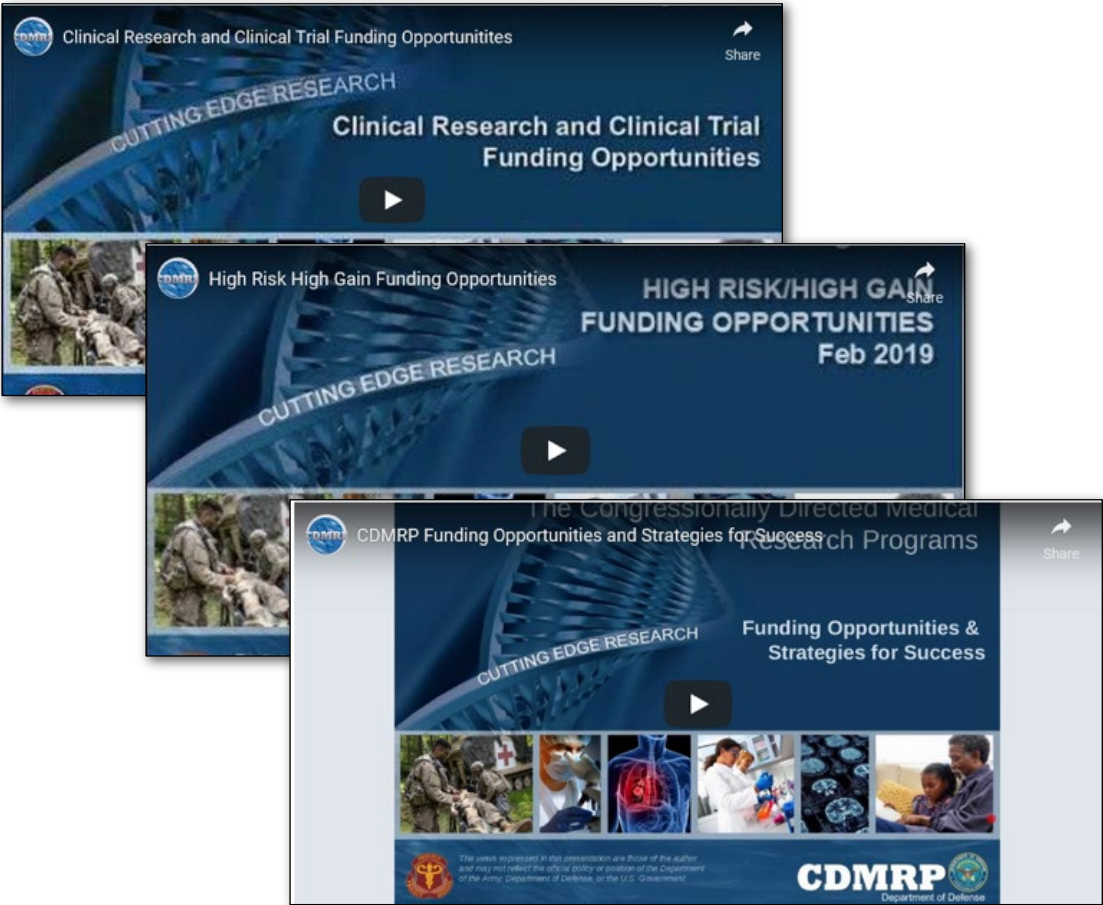 CDMRP
Clinical Research and Clinical Trial Funding Opportunitites
Share
CUTTING EDGE RESEARCH
Clinical Research and Clinical Trial
Funding Opportunities
CDMRP
High Risk High Gain Funding Opportunities
Share
HIGH RISK/HIGH GAIN
FUNDING OPPORTUNITIES
Feb 2019
CUTTING EDGE RESEARCH
CDMRP
CDMRP Funding Opportunities and Strategies for Success
Share
The Congressionally Directed Medical
Research Programs
CUTTING EDGE RESEARCH
Funding Opportunities &
Strategies for Success
The views expressed in this presentation are those of the author
and may not reflect the official policy or position of the Department
of the Army, Department of Defense, or the U.S. Government
CDMRP
Department of Defense